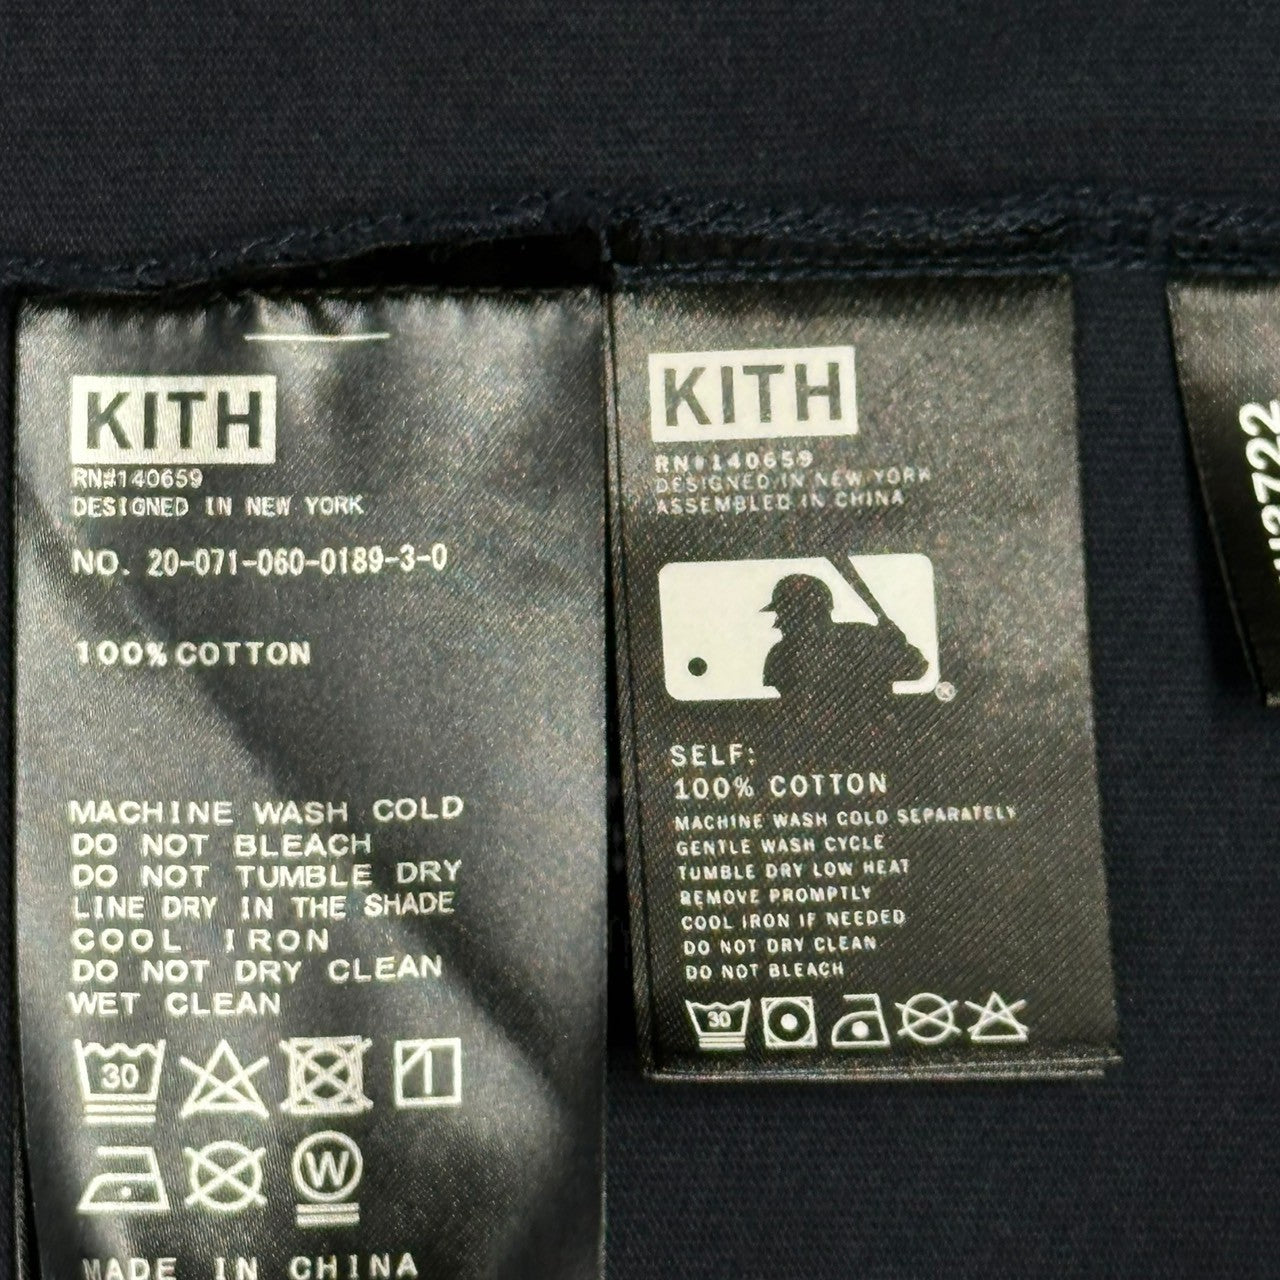 KITH
RN#140659
DESIGNED IN NEW YORK
NO. 20-071-060-0189-3-0
100% COTTON
MACHINE WASH COLD
DO NOT BLEACH
DO NOT TUMBLE DRY
LINE DRY IN THE SHADE
COOL IRON
DO NOT DRY CLEAN
WET CLEAN
30
W
MADE IN CHINA
KITH
RN#140659
DESIGNED IN NEW YORK
ASSEMBLED IN CHINA
®
SELF:
100% COTTON
MACHINE WASH COLD SEPARATELY
GENTLE WASH CYCLE
TUMBLE DRY LOW HEAT
REMOVE PROMPTLY
COOL IRON IF NEEDED
DO NOT DRY CLEAN
DO NOT BLEACH
30